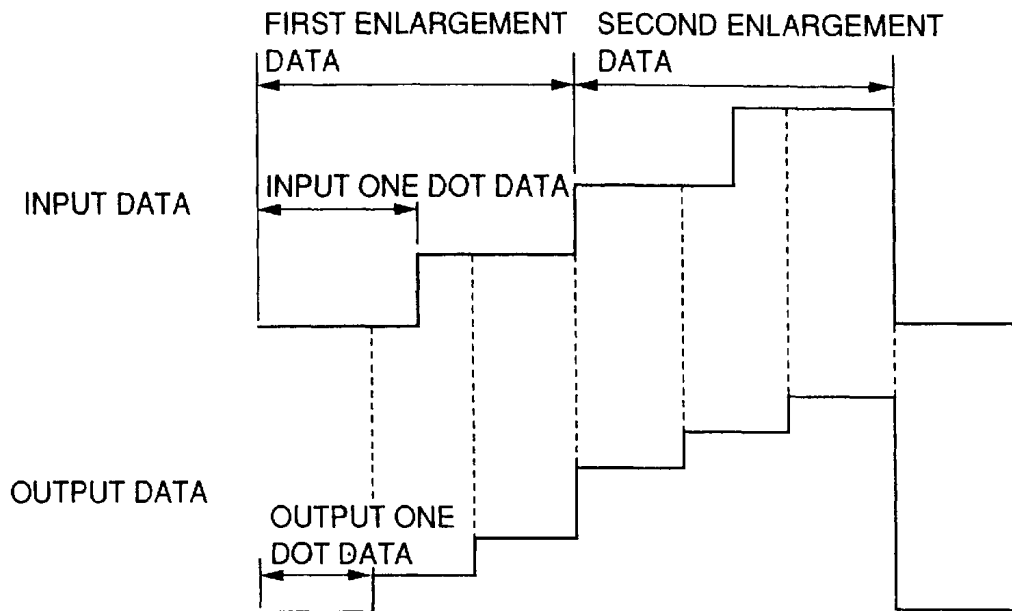 FIRST ENLARGEMENT
DATA
SECOND ENLARGEMENT
DATA
INPUT DATA
INPUT ONE DOT DATA
OUTPUT DATA
OUTPUT ONE
DOT DATA